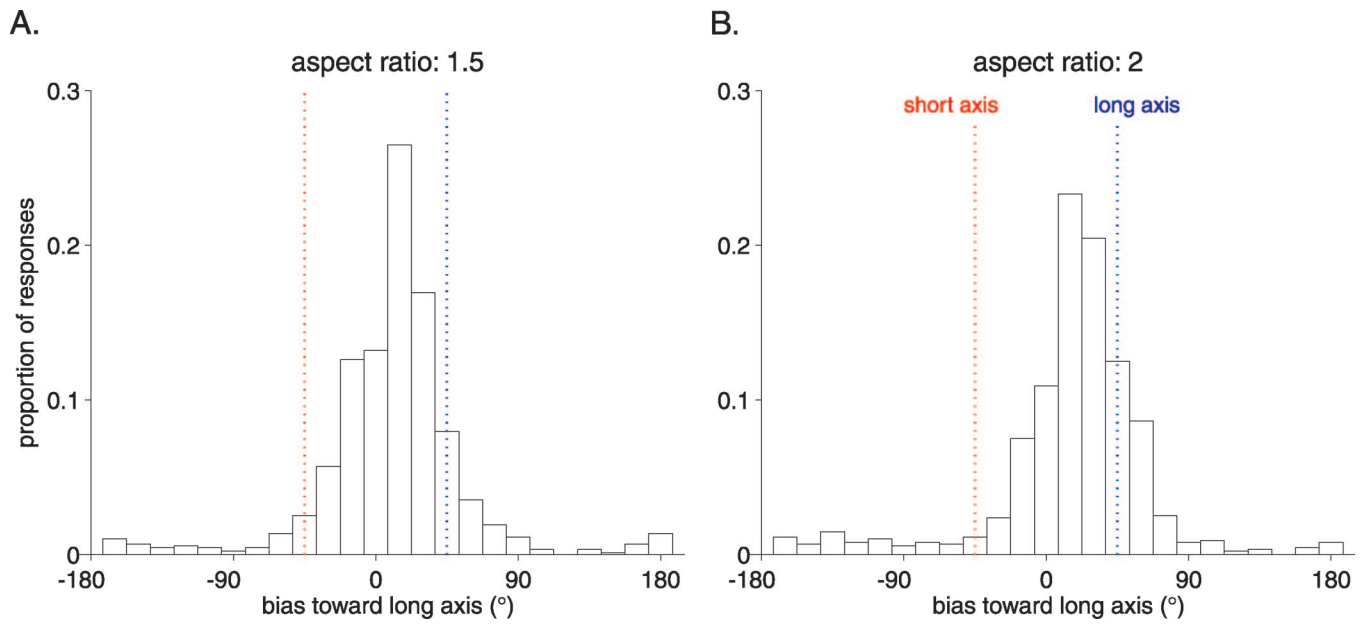 A.
aspect ratio: 1.5
0.3
0.2
0.1
0
proportion of responses
-180
-90
0
90
180
bias toward long axis (°)
B.
aspect ratio: 2
short axis
long axis
0.3
0.2
0.1
0
-180
-90
0
90
180
bias toward long axis (°)